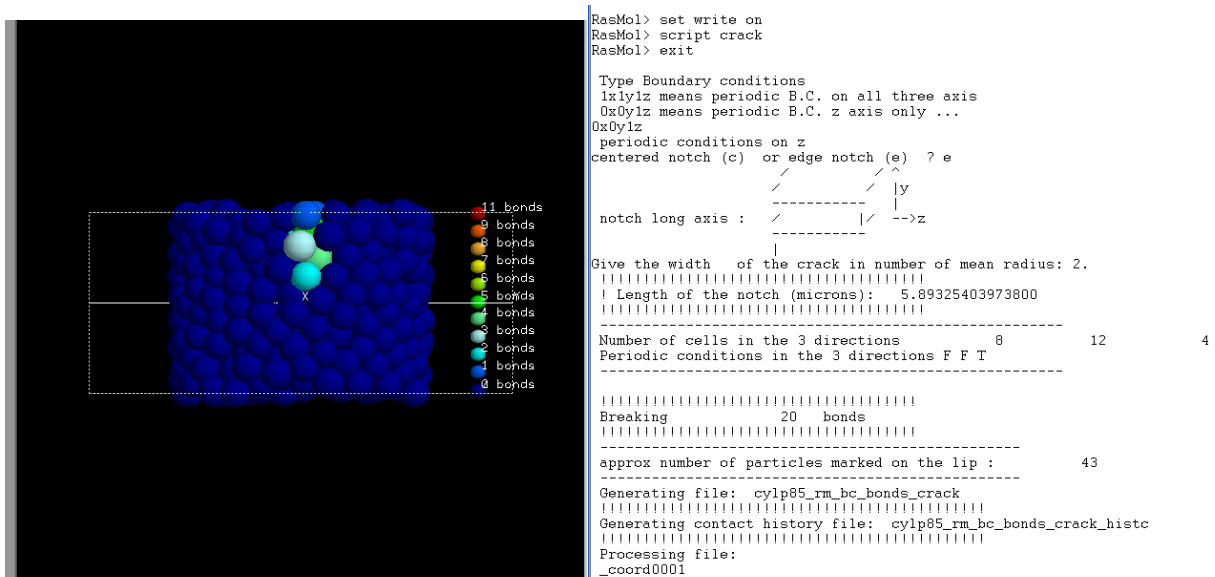 11 bonds
9 bonds
8 bonds
7 bonds
6 bonds
5 bonds
4 bonds
3 bonds
2 bonds
1 bonds
0 bonds
X
RasMol> set write on
RasMol> script crack
RasMol> exit
Type Boundary conditions
1x1y1z means periodic B.C. on all three axis
0x0y1z means periodic B.C. z axis only ...
0x0y1z
periodic conditions on z
centered notch (c)  or edge notch (e)  ? e
/          / ^
/          /  |y
-----------   |
notch long axis :   /          |/  -->z
-----------
|
Give the width   of the crack in number of mean radius: 2.
!!!!!!!!!!!!!!!!!!!!!!!!!!!!!!!!!!!!
! Length of the notch (microns):   5.89325403973800
!!!!!!!!!!!!!!!!!!!!!!!!!!!!!!!!!!!!
----------------------------------------------------
Number of cells in the 3 directions           8          12           4
Periodic conditions in the 3 directions F F T
----------------------------------------------------
!!!!!!!!!!!!!!!!!!!!!!!!!!!!!!!!!!!
Breaking             20   bonds
!!!!!!!!!!!!!!!!!!!!!!!!!!!!!!!!!!!
-----------------------------------------------
approx number of particles marked on the lip :          43
-----------------------------------------------
Generating file:  cylp85_rm_bc_bonds_crack
!!!!!!!!!!!!!!!!!!!!!!!!!!!!!!!!!!!!!!!!!!!
Generating contact history file:  cylp85_rm_bc_bonds_crack_histc
!!!!!!!!!!!!!!!!!!!!!!!!!!!!!!!!!!!!!!!!!!!
Processing file:
_coord0001